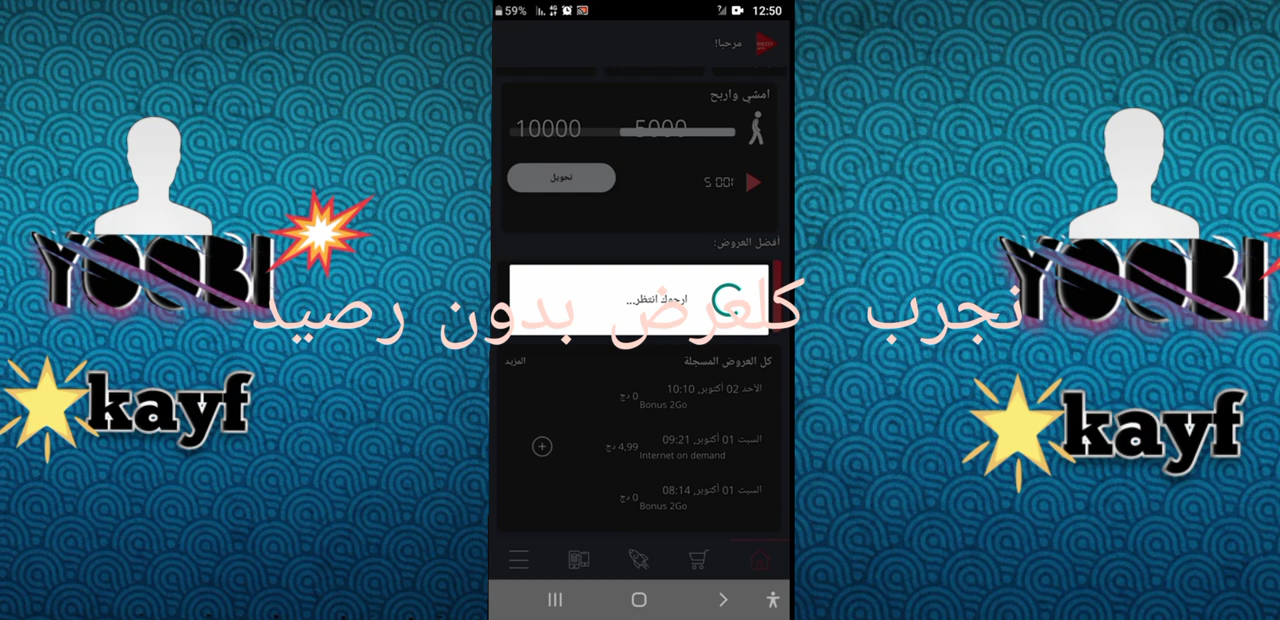 59% 4G 12:50
مرحبا!
امشي واربح
10000 5000
تحويل
أفضل العروض:
ارجوك انتظر...
نجرب كلعرض بدون رصيد
YOOBI
kayf
YOOBI
kayf
كل العروض المسجلة
المزيد
الأحد 02 أكتوبر, 10:10
0 دج
Bonus 2Go
السبت 01 أكتوبر, 09:21
4,99 دج
Internet on demand
السبت 01 أكتوبر, 08:14
0 دج
Bonus 2Go